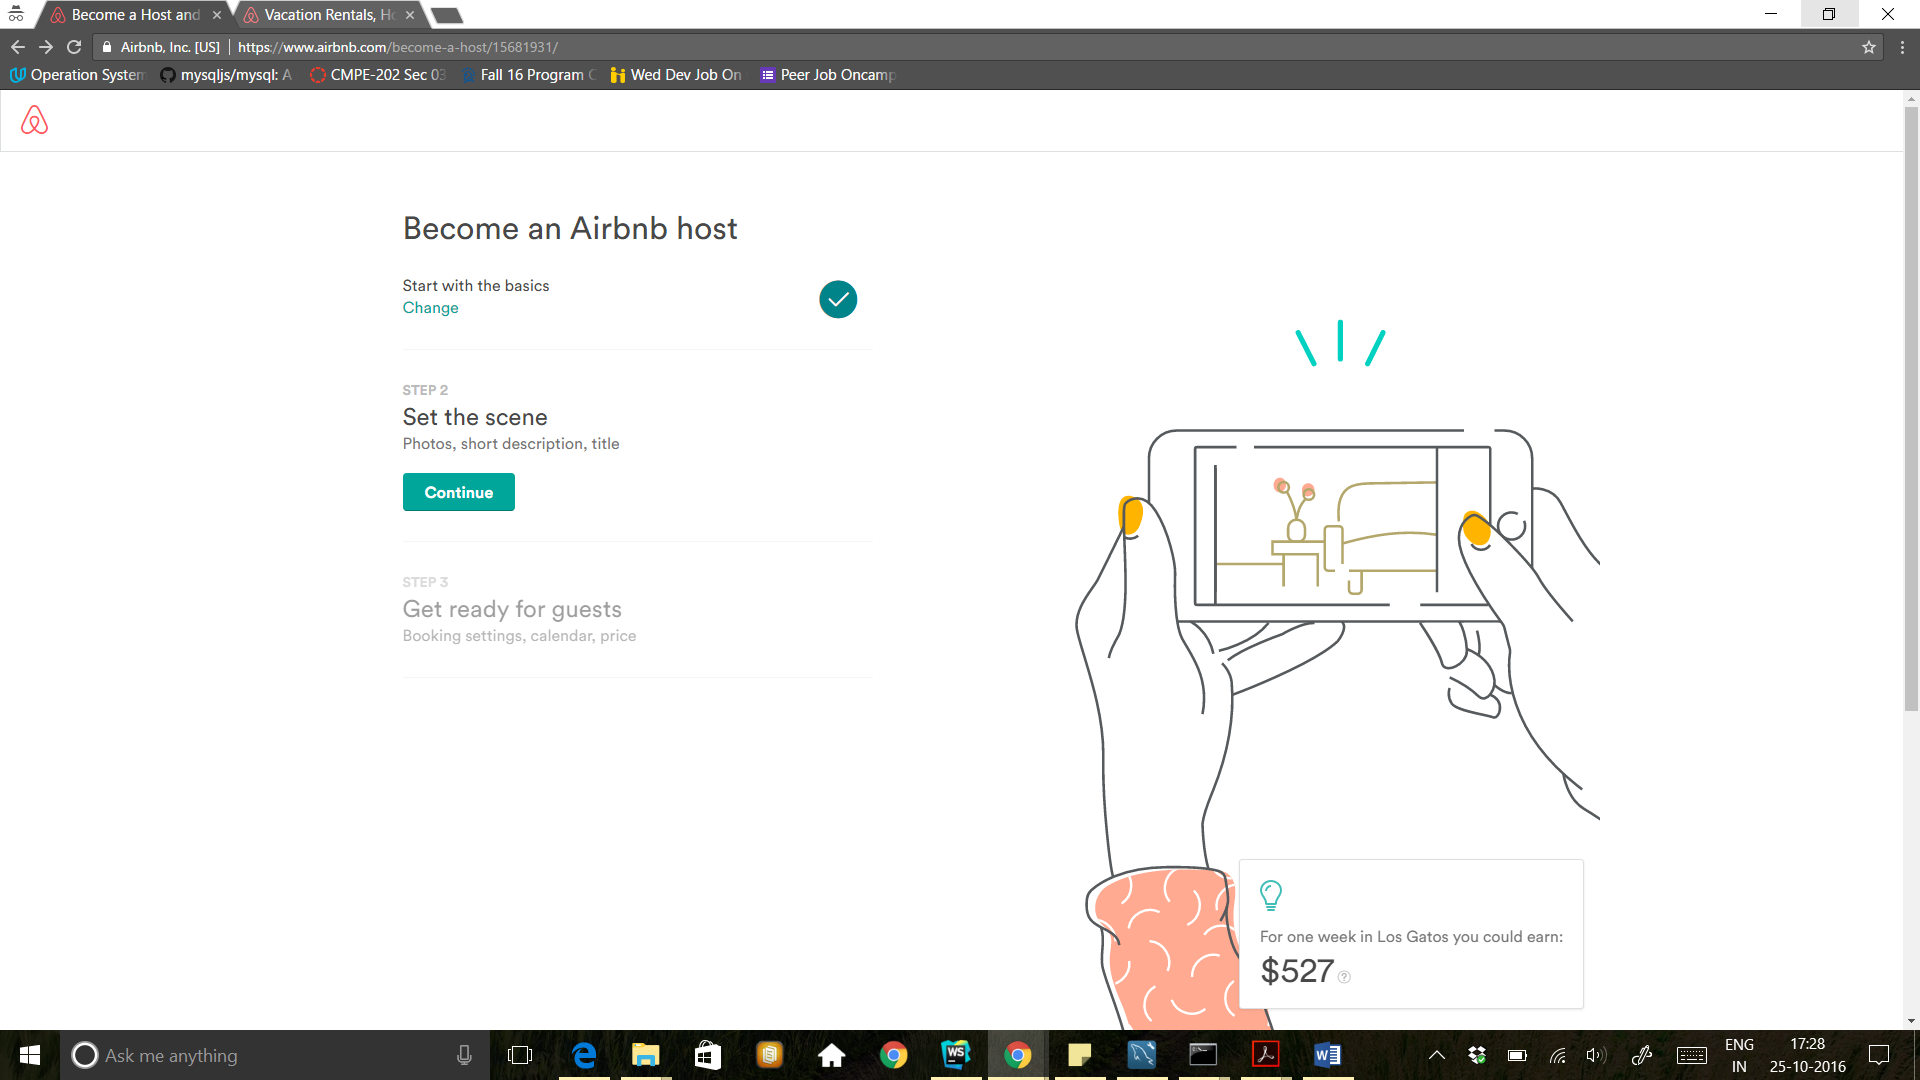 Become a Host and
Vacation Rentals, Ho
Airbnb, Inc. [US]
https://www.airbnb.com/become-a-host/15681931/
Operation System
mysqljs/mysql: A
CMPE-202 Sec 03
Fall 16 Program C
Wed Dev Job On
Peer Job Oncamp
Become an Airbnb host
Start with the basics
Change
STEP 2
Set the scene
Photos, short description, title
Continue
STEP 3
Get ready for guests
Booking settings, calendar, price
For one week in Los Gatos you could earn:
$527 ?
Ask me anything
WS
ENG
IN
17:28
25-10-2016